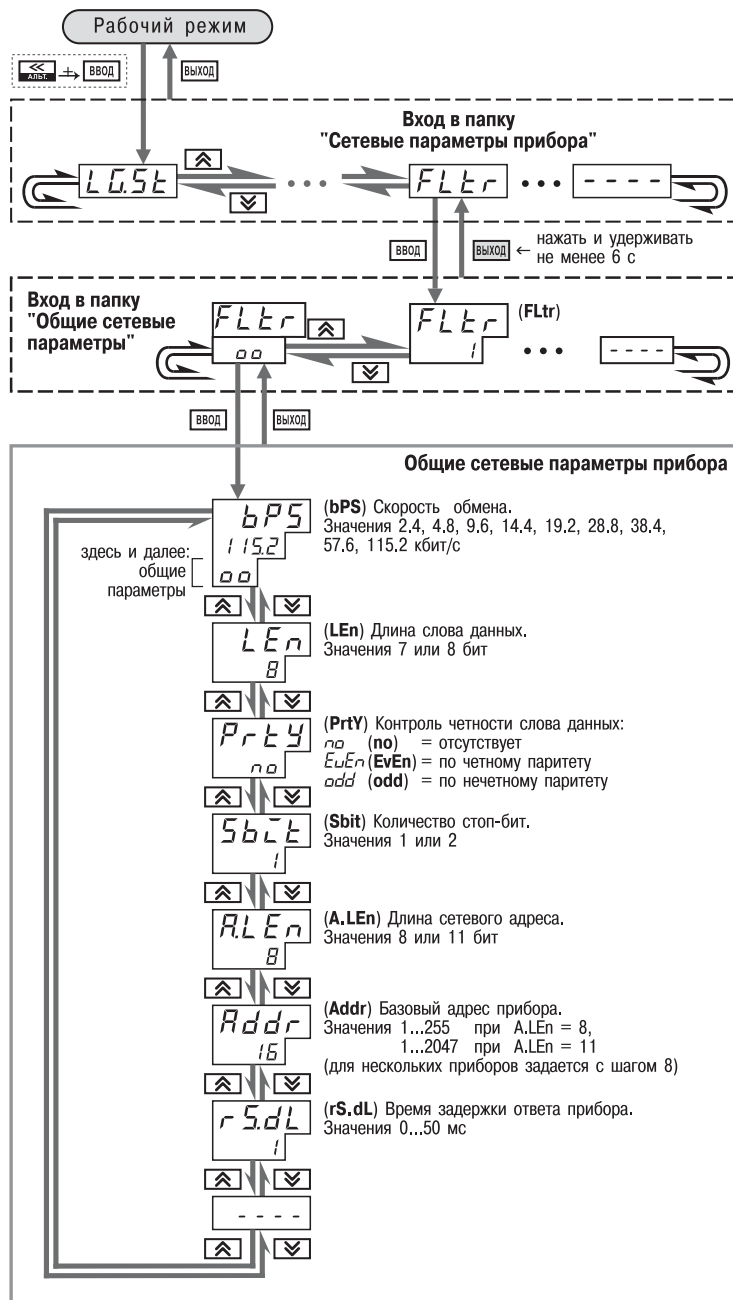 Рабочий режим
<<
АЛЬТ.
ВВОД
ВЫХОД
Вход в папку
"Сетевые параметры прибора"
LG.St
• • •
FLtr
• • •
- - - -
ВВОД
ВЫХОД
← нажать и удерживать
не менее 6 с
Вход в папку
"Общие сетевые
параметры"
FLtr
oo
FLtr
1
(FLtr)
• • •
- - - -
ВВОД
ВЫХОД
Общие сетевые параметры прибора
bPS
115.2
oo
(bPS) Скорость обмена.
Значения 2.4, 4.8, 9.6, 14.4, 19.2, 28.8, 38.4,
57.6, 115.2 кбит/с
здесь и далее:
общие
параметры
LEn
8
(LEn) Длина слова данных.
Значения 7 или 8 бит
PrtY
no
(PrtY) Контроль четности слова данных:
no (no) = отсутствует
EvEn (EvEn) = по четному паритету
odd (odd) = по нечетному паритету
Sbit
1
(Sbit) Количество стоп-бит.
Значения 1 или 2
A.LEn
8
(A.LEn) Длина сетевого адреса.
Значения 8 или 11 бит
Addr
16
(Addr) Базовый адрес прибора.
Значения 1...255 при A.LEn = 8,
1...2047 при A.LEn = 11
(для нескольких приборов задается с шагом 8)
rS.dL
1
(rS.dL) Время задержки ответа прибора.
Значения 0...50 мс
- - - -